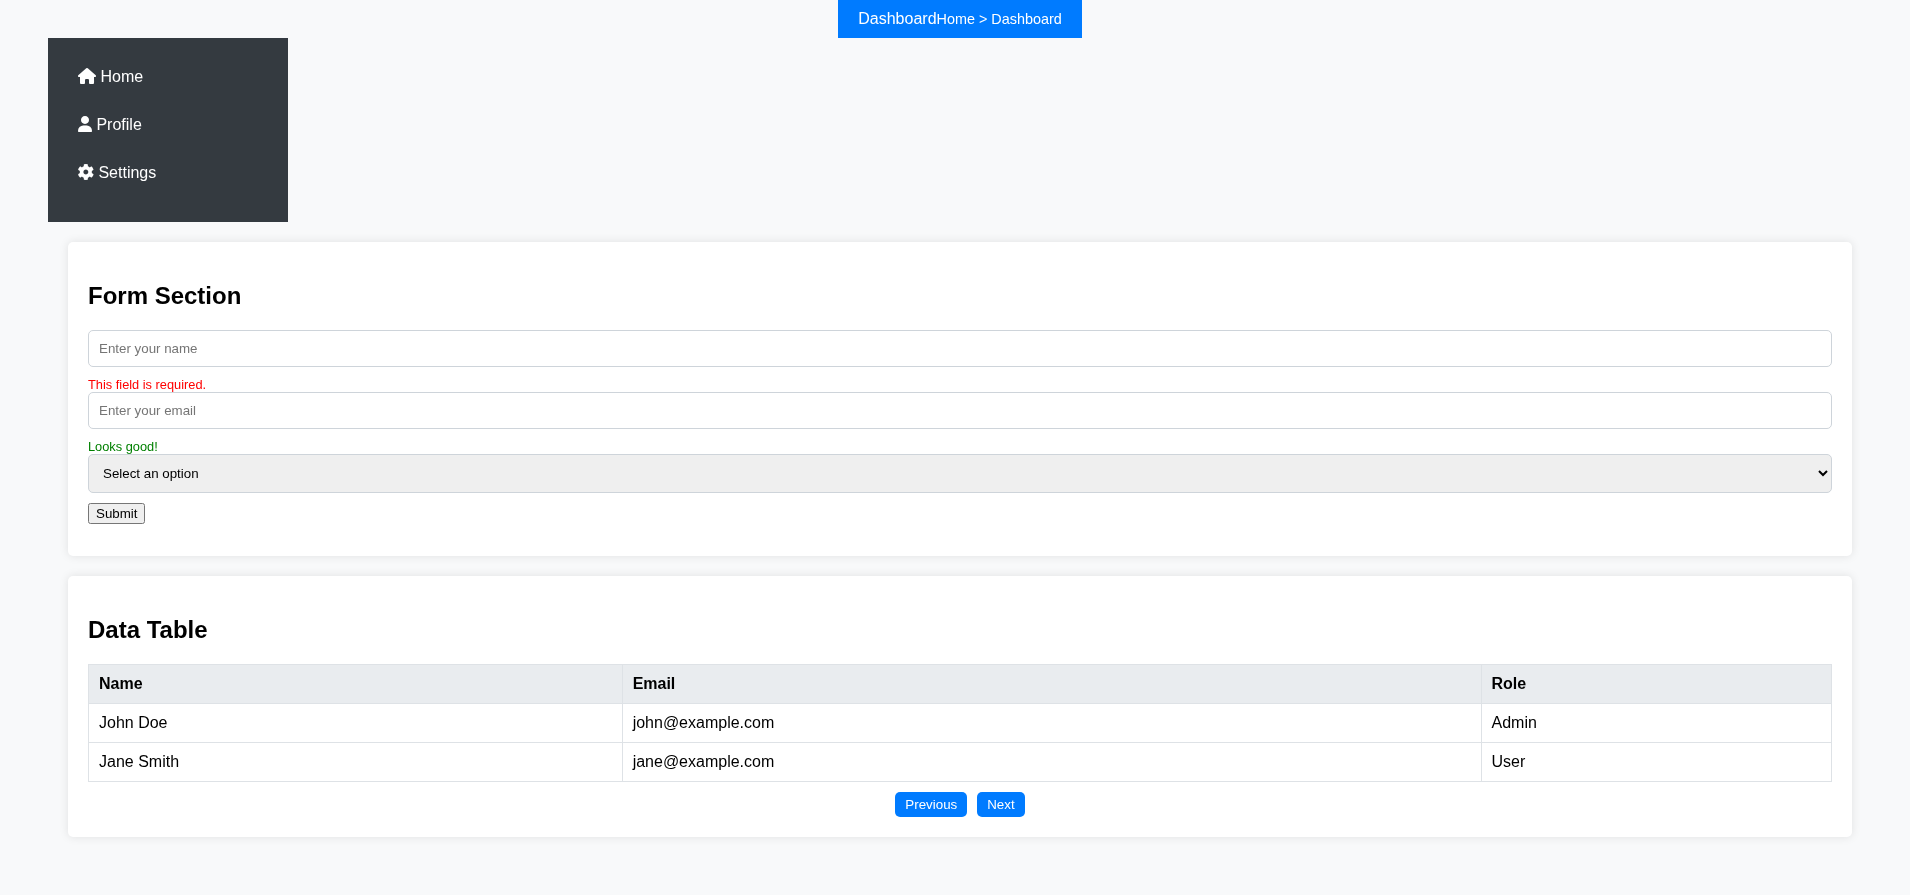 DashboardHome > Dashboard
Home
Profile
Settings
Form Section
Enter your name
This field is required.
Enter your email
Looks good!
Select an option
Submit
Data Table
Name Email Role
John Doe john@example.com Admin
Jane Smith jane@example.com User
Previous Next